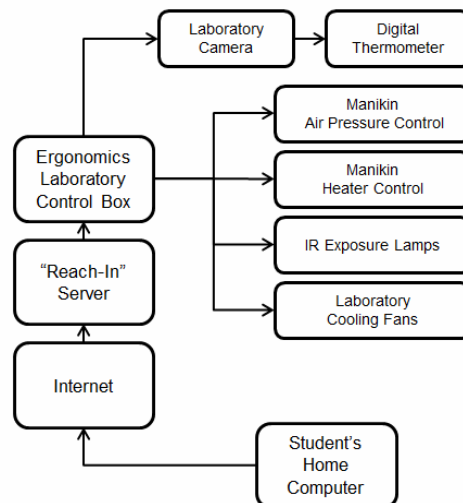 Laboratory
Camera
Digital
Thermometer
Manikin
Air Pressure Control
Ergonomics
Laboratory
Control Box
Manikin
Heater Control
IR Exposure Lamps
“Reach-In”
Server
Laboratory
Cooling Fans
Internet
Student’s
Home
Computer